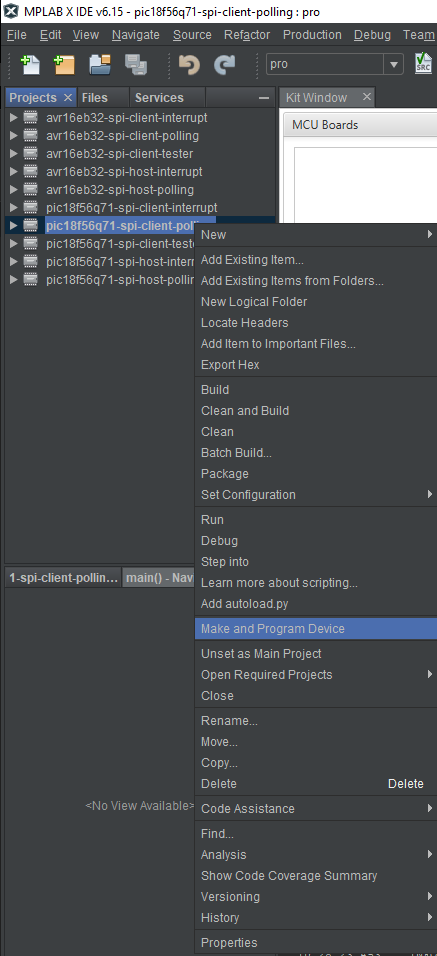 MPLAB X IDE v6.15 - pic18f56q71-spi-client-polling : pro
File Edit View Navigate Source Refactor Production Debug Team
pro
SRC
Projects Files Services
Kit Window
MCU Boards
avr16eb32-spi-client-interrupt
avr16eb32-spi-client-polling
avr16eb32-spi-client-tester
avr16eb32-spi-host-interrupt
avr16eb32-spi-host-polling
pic18f56q71-spi-client-interrupt
pic18f56q71-spi-client-poll
pic18f56q71-spi-client-teste
pic18f56q71-spi-host-interr
pic18f56q71-spi-host-pollin
New
Add Existing Item...
Add Existing Items from Folders...
New Logical Folder
Locate Headers
Add Item to Important Files...
Export Hex
Build
Clean and Build
Clean
Batch Build...
Package
Set Configuration
Run
Debug
Step into
Learn more about scripting...
Add autoload.py
Make and Program Device
Unset as Main Project
Open Required Projects
Close
Rename...
Move...
Copy...
Delete Delete
Code Assistance
Find...
Analysis
Show Code Coverage Summary
Versioning
History
Properties
1-spi-client-pollin... main() - Nav
<No View Available>